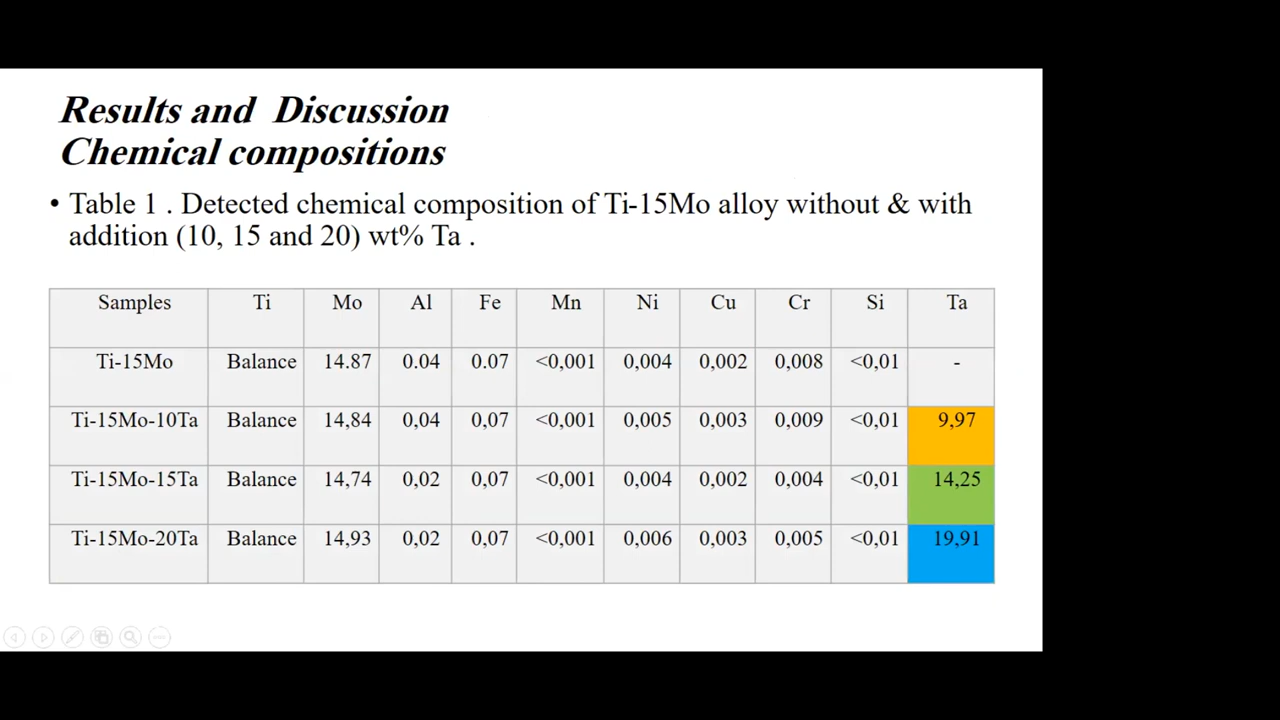 Results and Discussion
Chemical compositions
• Table 1 . Detected chemical composition of Ti-15Mo alloy without & with
addition (10, 15 and 20) wt% Ta .
Samples Ti Mo Al Fe Mn Ni Cu Cr Si Ta
Ti-15Mo Balance 14.87 0.04 0.07 <0,001 0,004 0,002 0,008 <0,01 -
Ti-15Mo-10Ta Balance 14,84 0,04 0,07 <0,001 0,005 0,003 0,009 <0,01 9,97
Ti-15Mo-15Ta Balance 14,74 0,02 0,07 <0,001 0,004 0,002 0,004 <0,01 14,25
Ti-15Mo-20Ta Balance 14,93 0,02 0,07 <0,001 0,006 0,003 0,005 <0,01 19,91